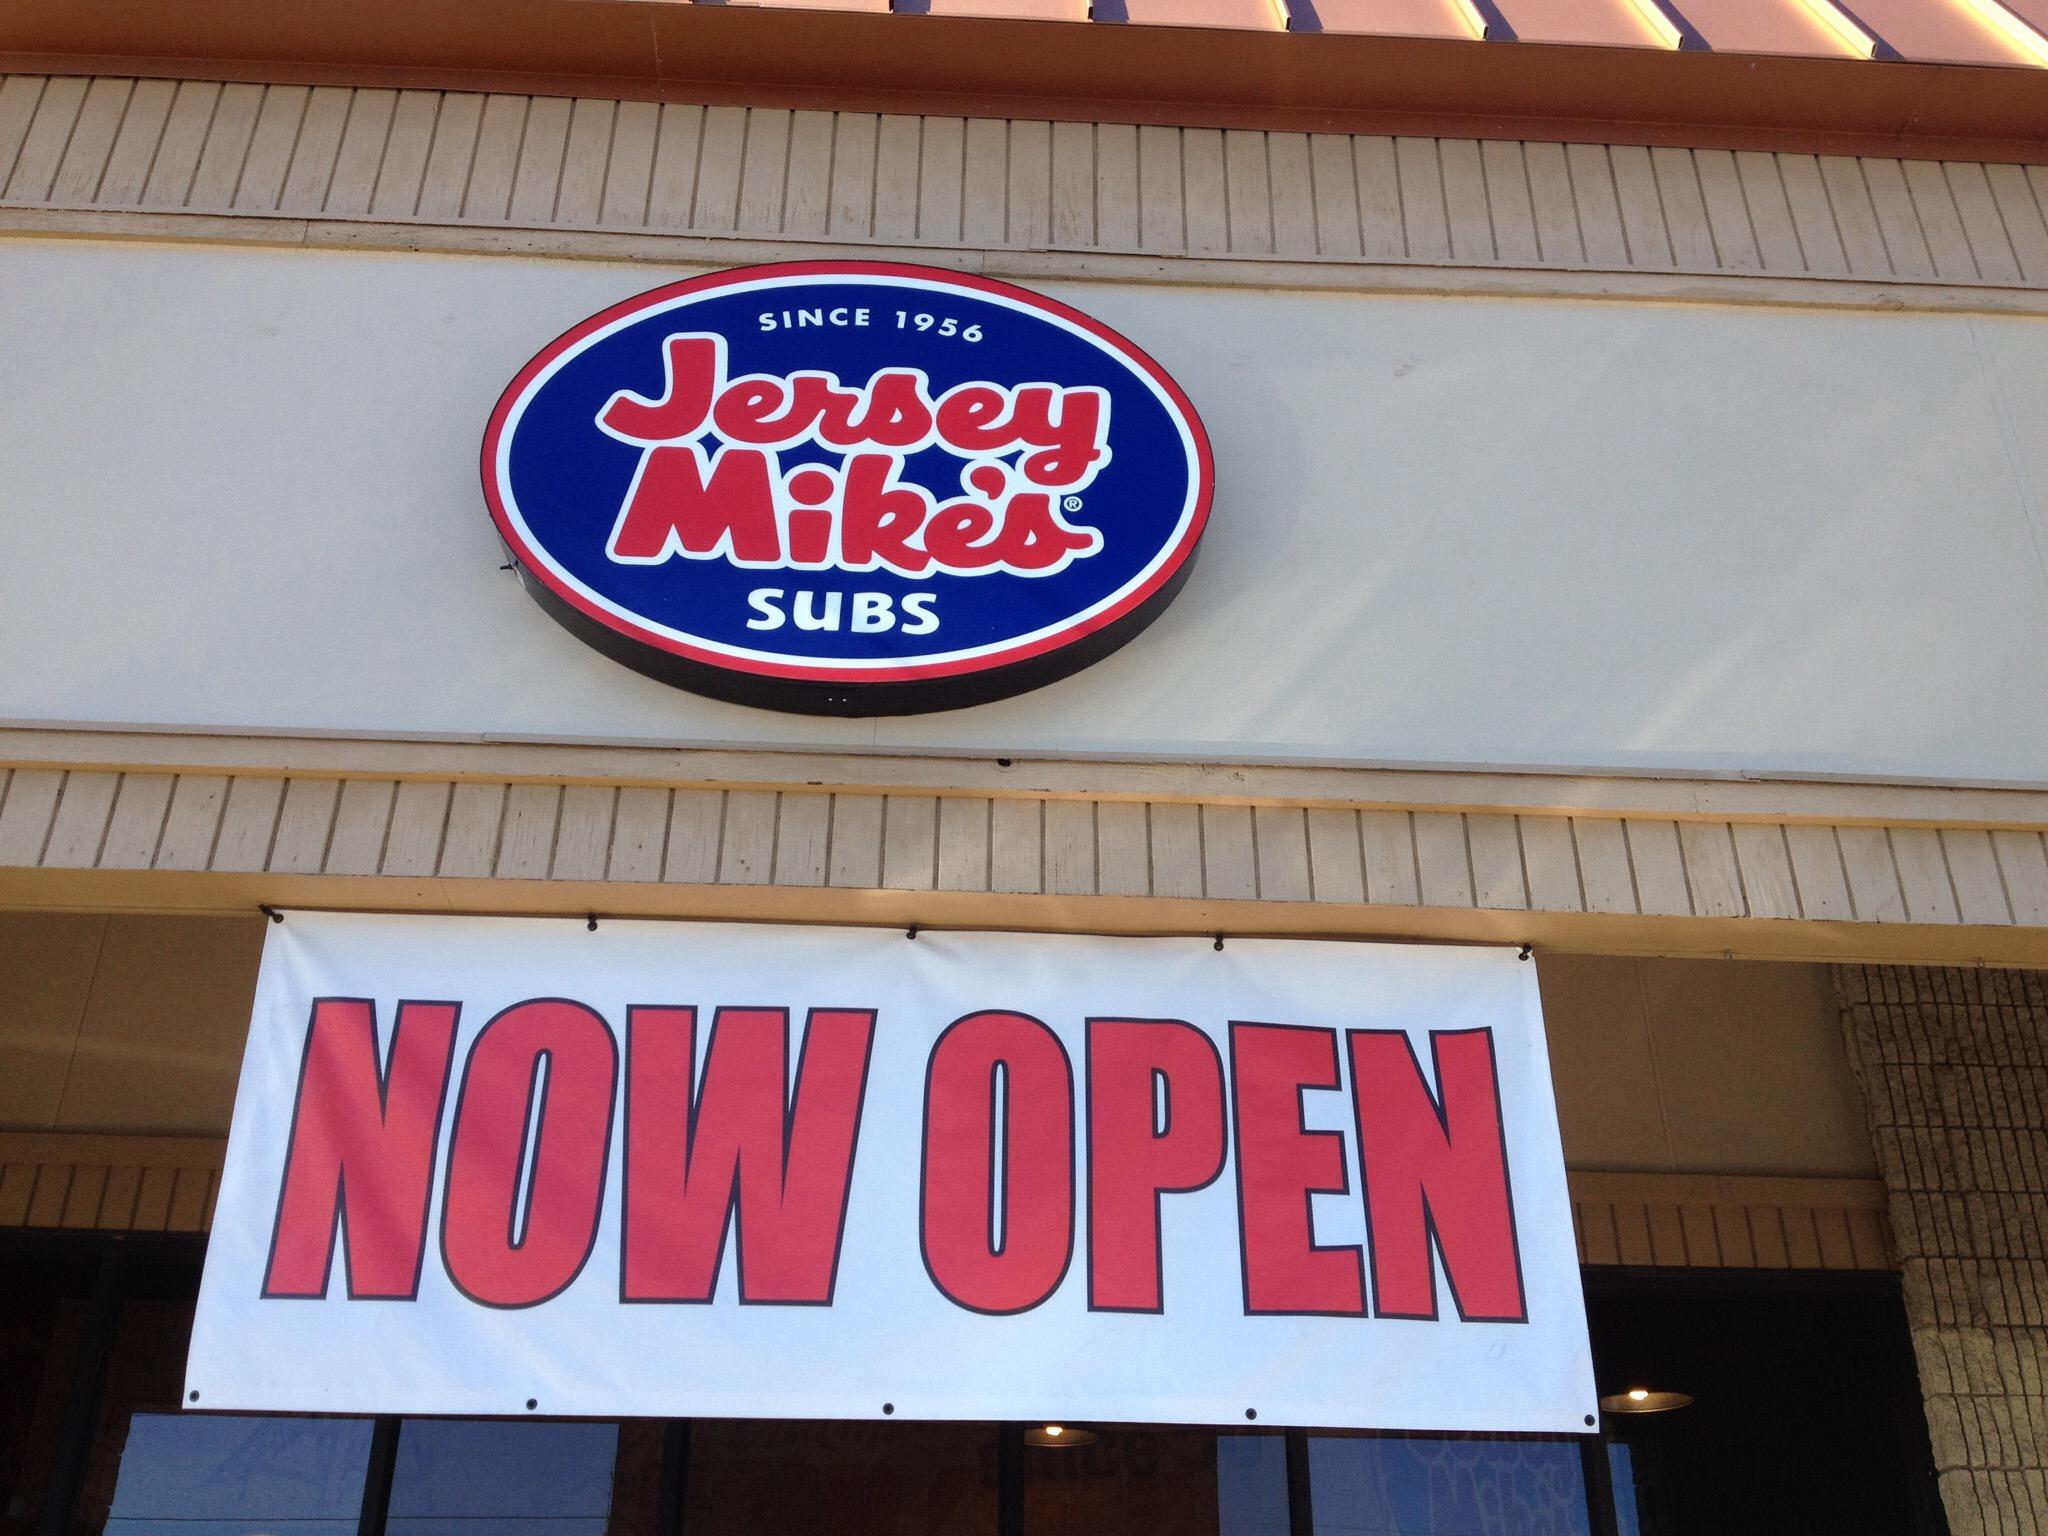 SINCE 1956
Jersey
Mike's®
SUBS
NOW OPEN